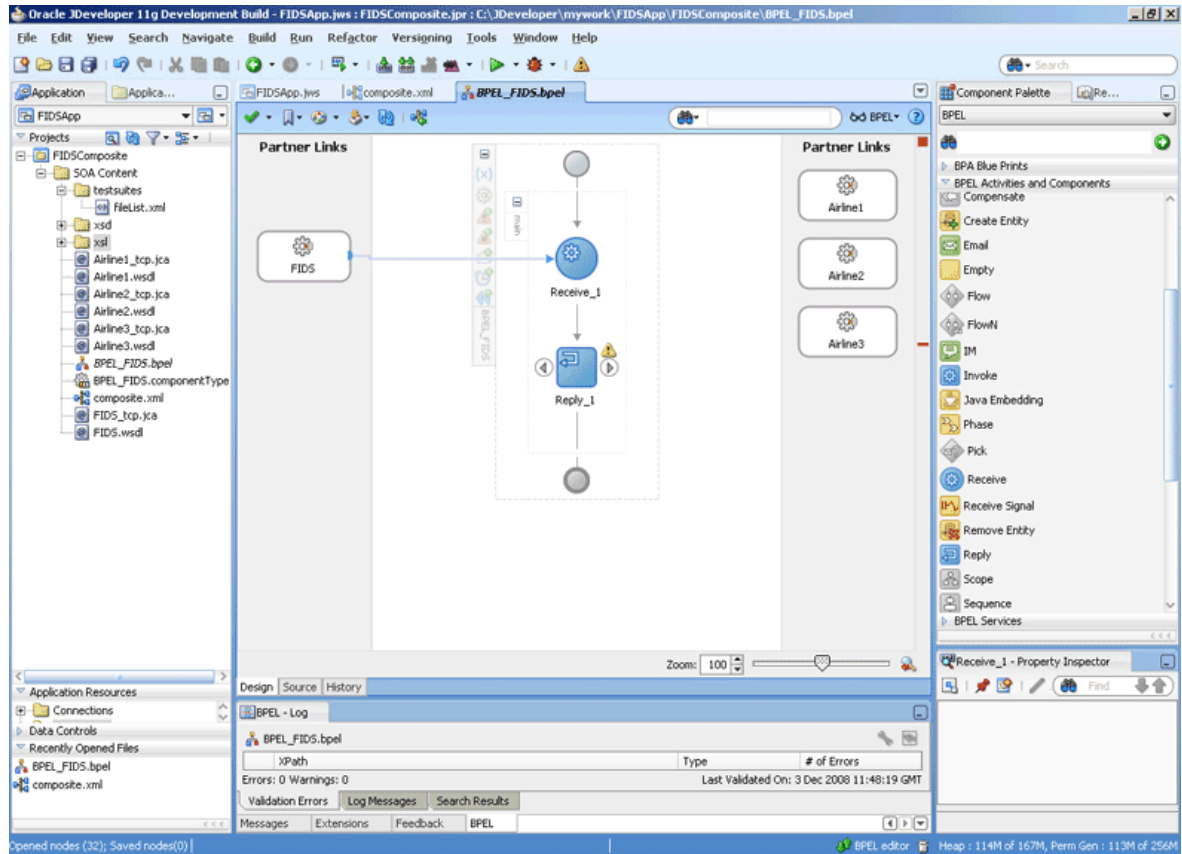 Oracle JDeveloper 11g Development Build - FIDSApp.jws : FIDSComposite.jpr : C:\JDeveloper\mywork\FIDSApp\FIDSComposite\BPEL_FIDS.bpel
File Edit View Search Navigate Build Run Refactor Versioning Tools Window Help
Search
Application Applica...
FIDSApp
Projects
FIDSComposite
SOA Content
testsuites
fileList.xml
xsd
xsl
Airline1_tcp.jca
Airline1.wsdl
Airline2_tcp.jca
Airline2.wsdl
Airline3_tcp.jca
Airline3.wsdl
BPEL_FIDS.bpel
BPEL_FIDS.componentType
composite.xml
FIDS_tcp.jca
FIDS.wsdl
Application Resources
Connections
Data Controls
Recently Opened Files
BPEL_FIDS.bpel
composite.xml
FIDSApp.jws composite.xml BPEL_FIDS.bpel
BPEL
Partner Links
FIDS
main
BPEL_FIDS
Receive_1
Reply_1
Partner Links
Airline1
Airline2
Airline3
Zoom: 100
Design Source History
BPEL - Log
BPEL_FIDS.bpel
XPath Type # of Errors
Errors: 0 Warnings: 0 Last Validated On: 3 Dec 2008 11:48:19 GMT
Validation Errors Log Messages Search Results
Messages Extensions Feedback BPEL
Component Palette Re...
BPEL
BPA Blue Prints
BPEL Activities and Components
Compensate
Create Entity
Email
Empty
Flow
FlowN
IM
Invoke
Java Embedding
Phase
Pick
Receive
Receive Signal
Remove Entity
Reply
Scope
Sequence
BPEL Services
Receive_1 - Property Inspector
Find
Opened nodes (32); Saved nodes(0) BPEL editor Heap : 114M of 167M, Perm Gen : 113M of 256M